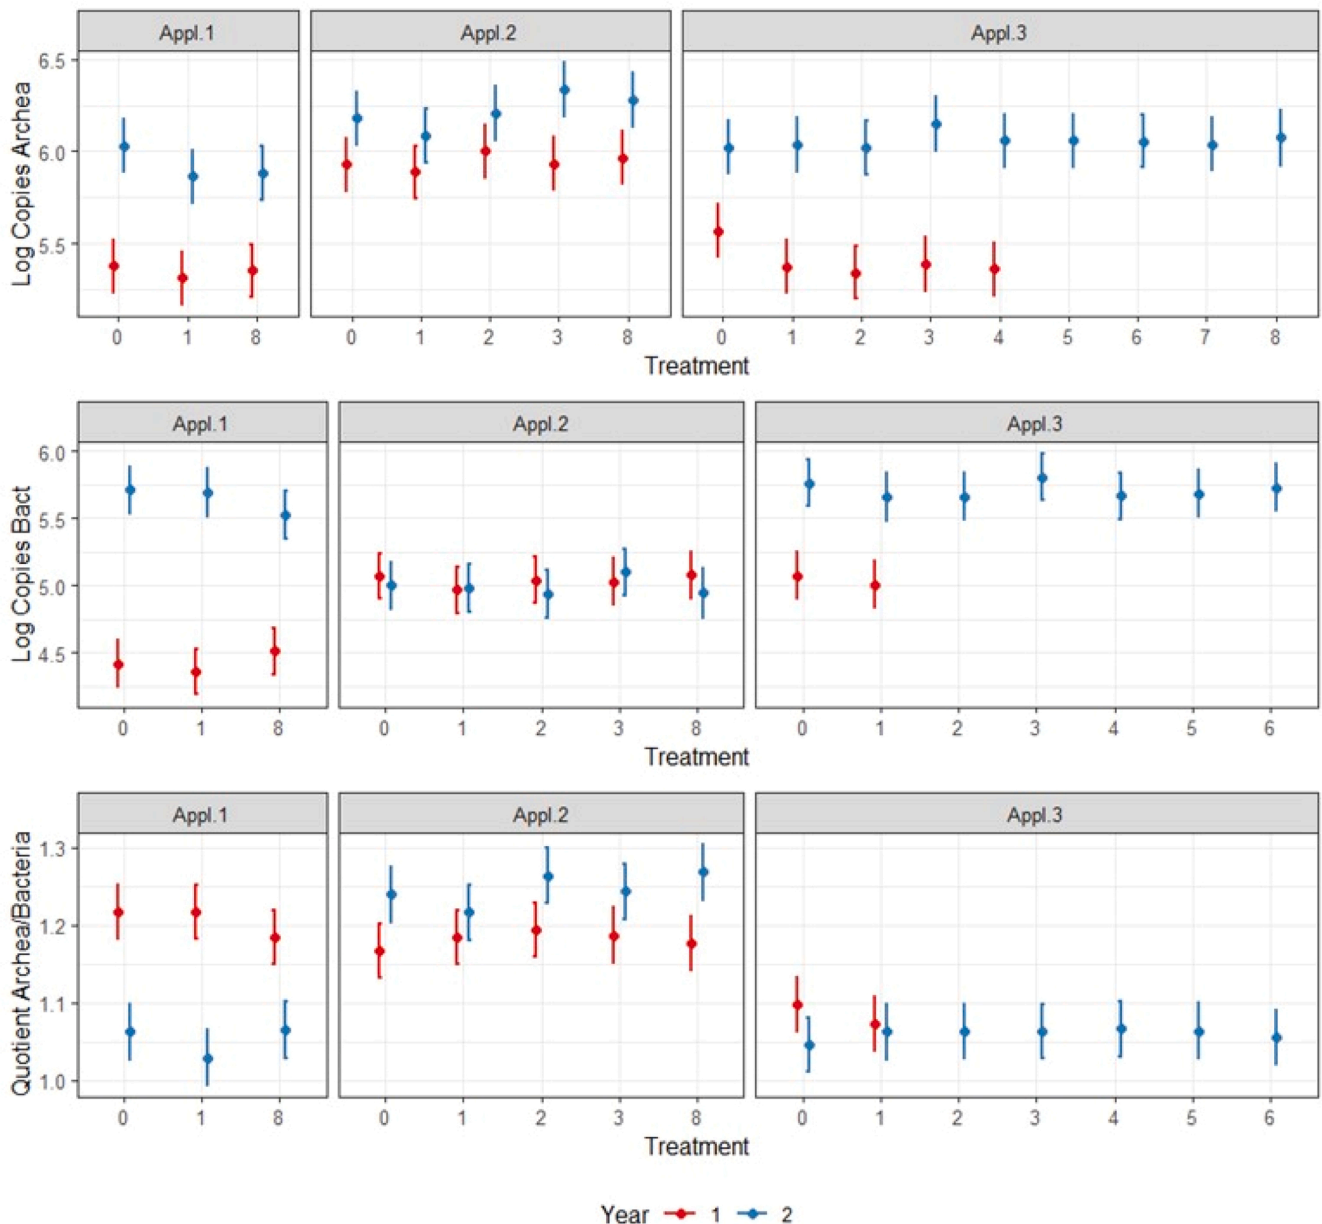 Appl.1 Appl.2 Appl.3
Log Copies Archea
6.5
6.0
5.5
0 1 8 0 1 2 3 8 0 1 2 3 4 5 6 7 8
Treatment
Appl.1 Appl.2 Appl.3
Log Copies Bact
6.0
5.5
5.0
4.5
0 1 8 0 1 2 3 8 0 1 2 3 4 5 6
Treatment
Appl.1 Appl.2 Appl.3
Quotient Archea/Bacteria
1.3
1.2
1.1
1.0
0 1 8 0 1 2 3 8 0 1 2 3 4 5 6
Treatment
Year 1 2